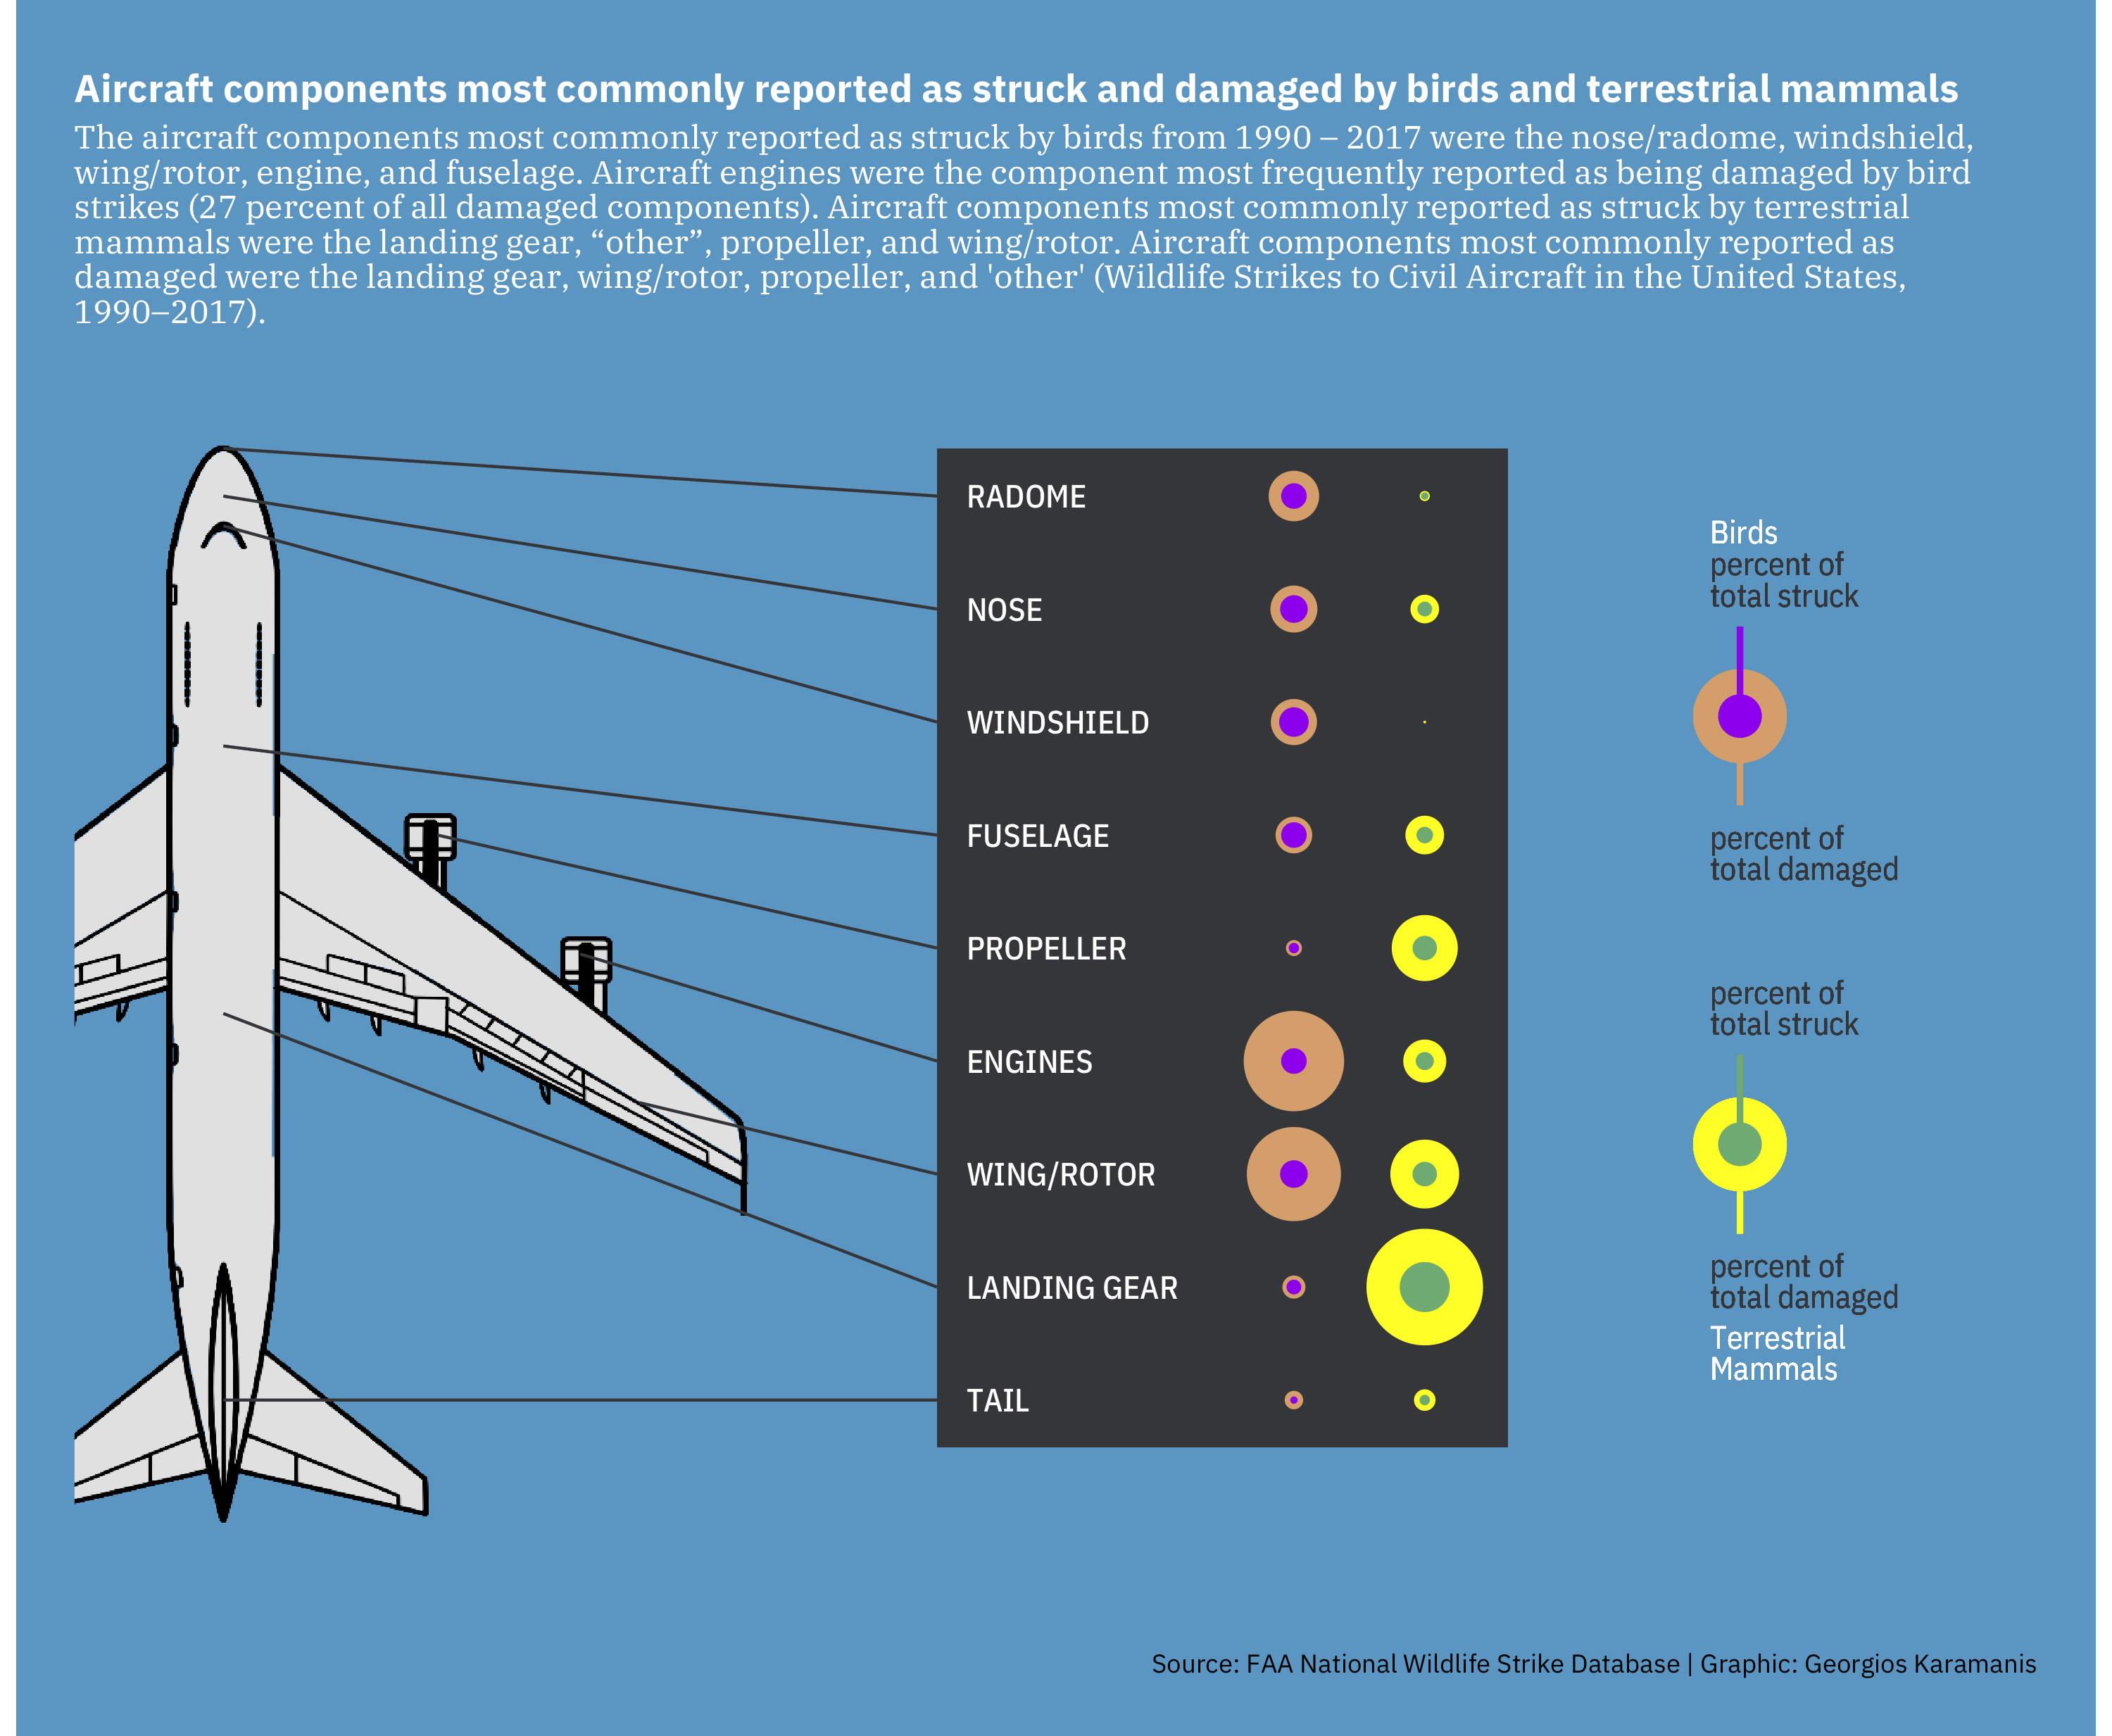 Aircraft components most commonly reported as struck and damaged by birds and terrestrial mammals
The aircraft components most commonly reported as struck by birds from 1990 – 2017 were the nose/radome, windshield,
wing/rotor, engine, and fuselage. Aircraft engines were the component most frequently reported as being damaged by bird
strikes (27 percent of all damaged components). Aircraft components most commonly reported as struck by terrestrial
mammals were the landing gear, “other”, propeller, and wing/rotor. Aircraft components most commonly reported as
damaged were the landing gear, wing/rotor, propeller, and 'other' (Wildlife Strikes to Civil Aircraft in the United States,
1990–2017).
RADOME
NOSE
WINDSHIELD
FUSELAGE
PROPELLER
ENGINES
WING/ROTOR
LANDING GEAR
TAIL
Birds
percent of
total struck
percent of
total damaged
percent of
total struck
percent of
total damaged
Terrestrial
Mammals
Source: FAA National Wildlife Strike Database | Graphic: Georgios Karamanis